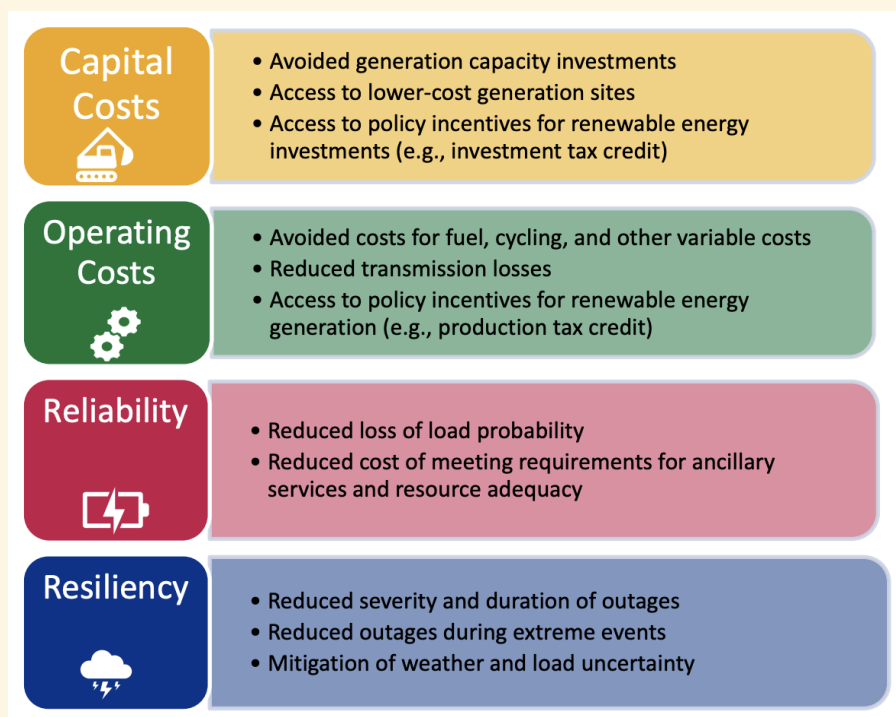 Capital
Costs
• Avoided generation capacity investments
• Access to lower-cost generation sites
• Access to policy incentives for renewable energy
investments (e.g., investment tax credit)
Operating
Costs
• Avoided costs for fuel, cycling, and other variable costs
• Reduced transmission losses
• Access to policy incentives for renewable energy
generation (e.g., production tax credit)
Reliability
• Reduced loss of load probability
• Reduced cost of meeting requirements for ancillary
services and resource adequacy
Resiliency
• Reduced severity and duration of outages
• Reduced outages during extreme events
• Mitigation of weather and load uncertainty